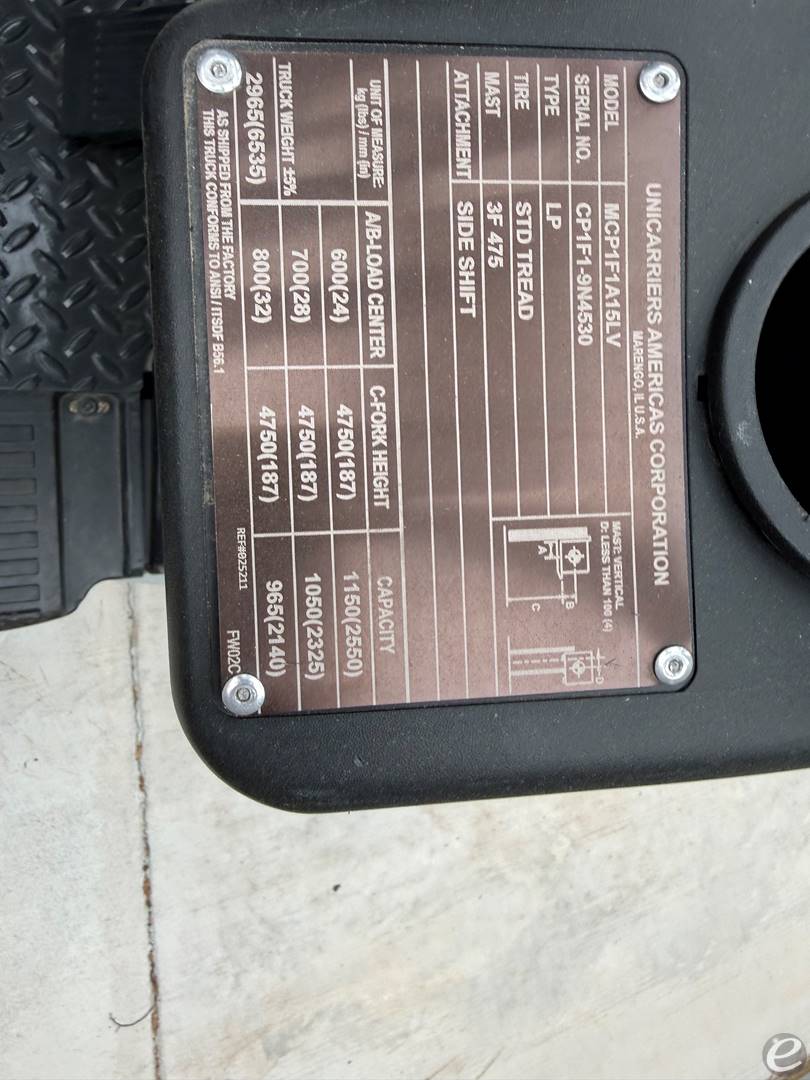 UNICARRIERS AMERICAS CORPORATION
MARENGO, IL U.S.A.
MODEL MCP1F1A15LV
SERIAL NO. CP1F1-9N4530
TYPE LP
TIRE STD TREAD
MAST 3F 475
ATTACHMENT SIDE SHIFT
MAST: VERTICAL
D: LESS THAN 100 (4)
A B C D
UNIT OF MEASURE: kg (lbs) / mm (in) A/B-LOAD CENTER C-FORK HEIGHT CAPACITY
600(24) 4750(187) 1150(2550)
TRUCK WEIGHT ±5% 700(28) 4750(187) 1050(2325)
2965(6535) 800(32) 4750(187) 965(2140)
AS SHIPPED FROM THE FACTORY
THIS TRUCK CONFORMS TO ANSI / ITSDF B56.1
REF#025211
FW02C
e